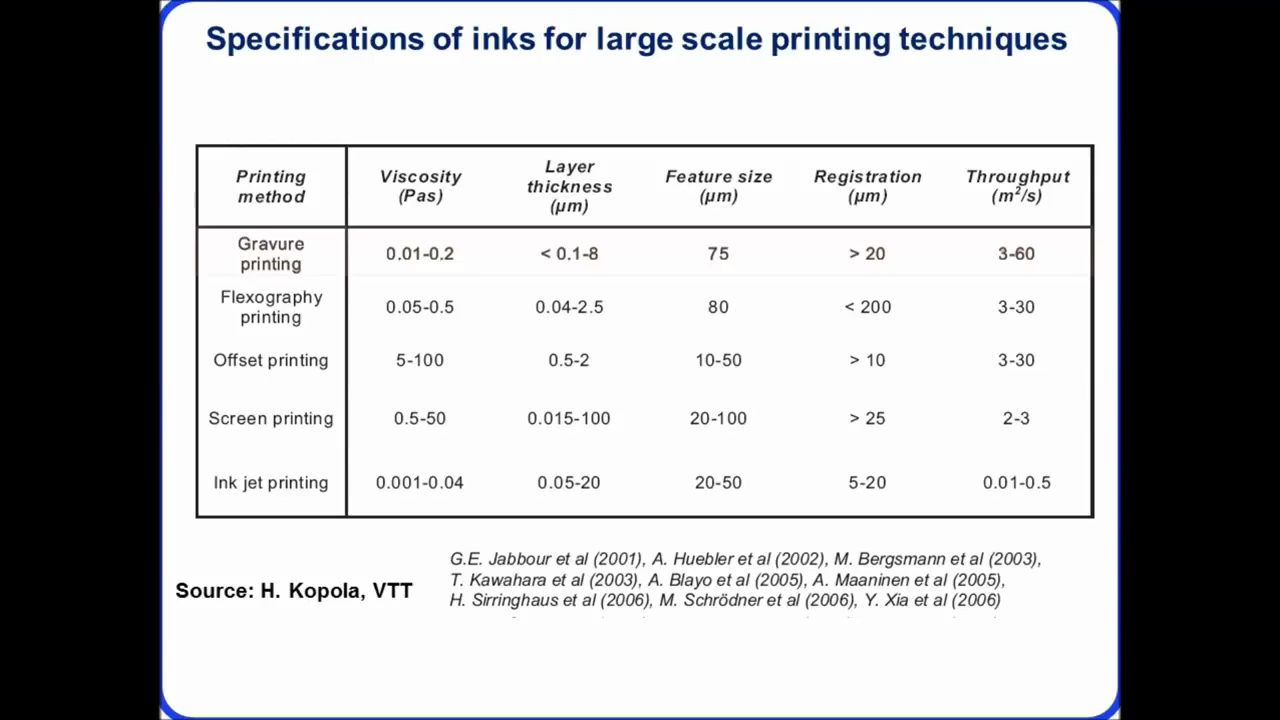 Specifications of inks for large scale printing techniques
Printing method Viscosity (Pas) Layer thickness (µm) Feature size (µm) Registration (µm) Throughput (m²/s)
Gravure printing 0.01-0.2 < 0.1-8 75 > 20 3-60
Flexography printing 0.05-0.5 0.04-2.5 80 < 200 3-30
Offset printing 5-100 0.5-2 10-50 > 10 3-30
Screen printing 0.5-50 0.015-100 20-100 > 25 2-3
Ink jet printing 0.001-0.04 0.05-20 20-50 5-20 0.01-0.5
G.E. Jabbour et al (2001), A. Huebler et al (2002), M. Bergsmann et al (2003),
T. Kawahara et al (2003), A. Blayo et al (2005), A. Maaninen et al (2005),
H. Sirringhaus et al (2006), M. Schrödner et al (2006), Y. Xia et al (2006)
Source: H. Kopola, VTT